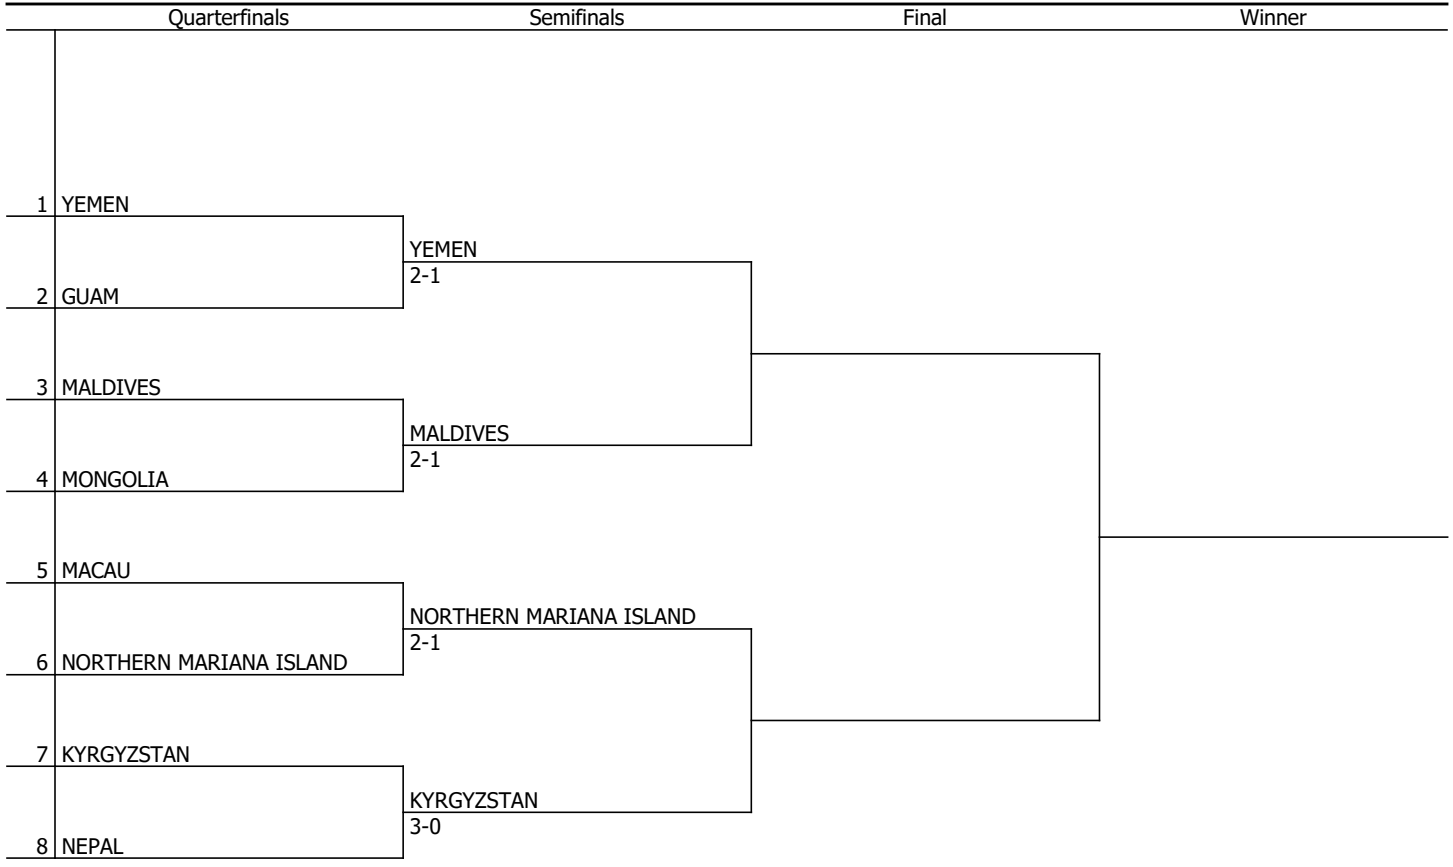 Quarterfinals Semifinals Final Winner
1 YEMEN
YEMEN
2-1
2 GUAM
3 MALDIVES
MALDIVES
2-1
4 MONGOLIA
5 MACAU
NORTHERN MARIANA ISLAND
2-1
6 NORTHERN MARIANA ISLAND
7 KYRGYZSTAN
KYRGYZSTAN
3-0
8 NEPAL